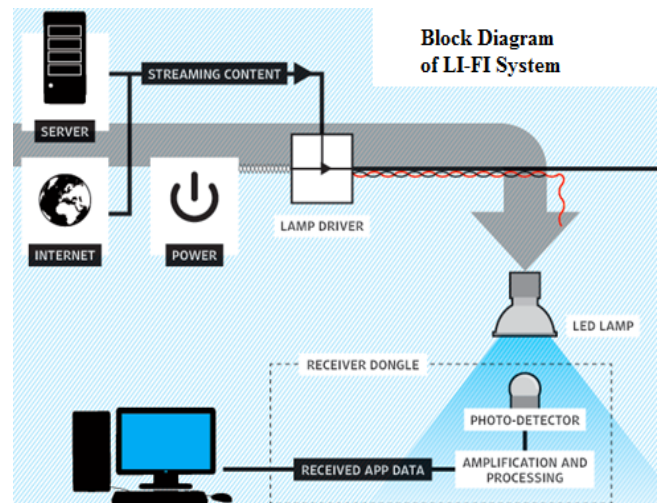 Block Diagram
of LI-FI System
STREAMING CONTENT
SERVER
LAMP DRIVER
INTERNET
POWER
LED LAMP
RECEIVER DONGLE
PHOTO-DETECTOR
RECEIVED APP DATA
AMPLIFICATION AND
PROCESSING